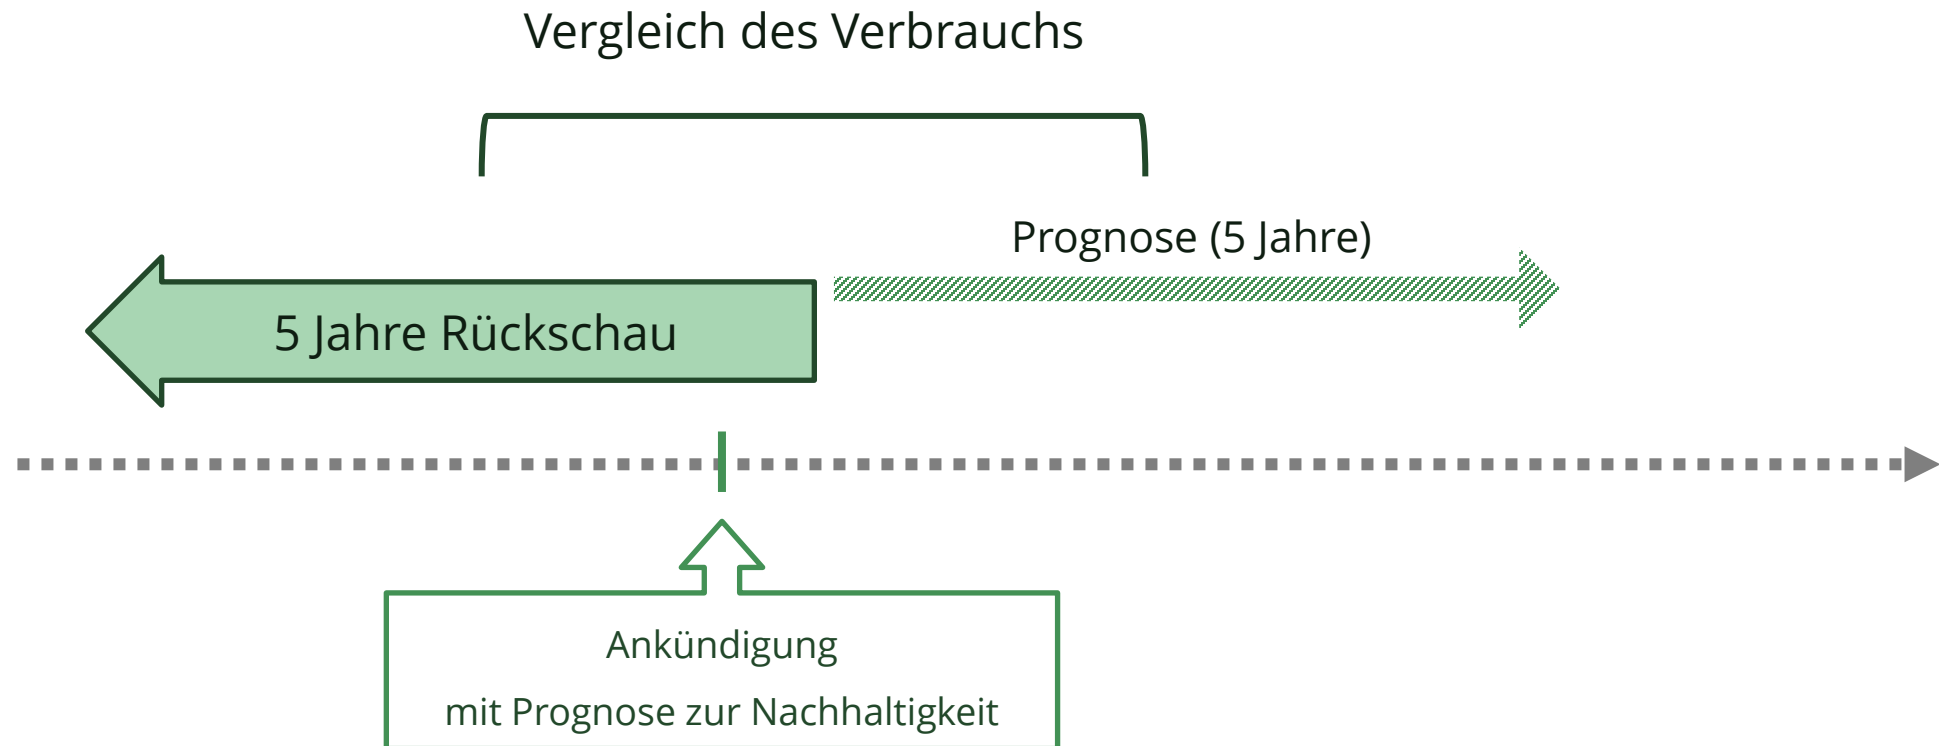 Vergleich des Verbrauchs
Prognose (5 Jahre)
5 Jahre Rückschau
Ankündigung
mit Prognose zur Nachhaltigkeit